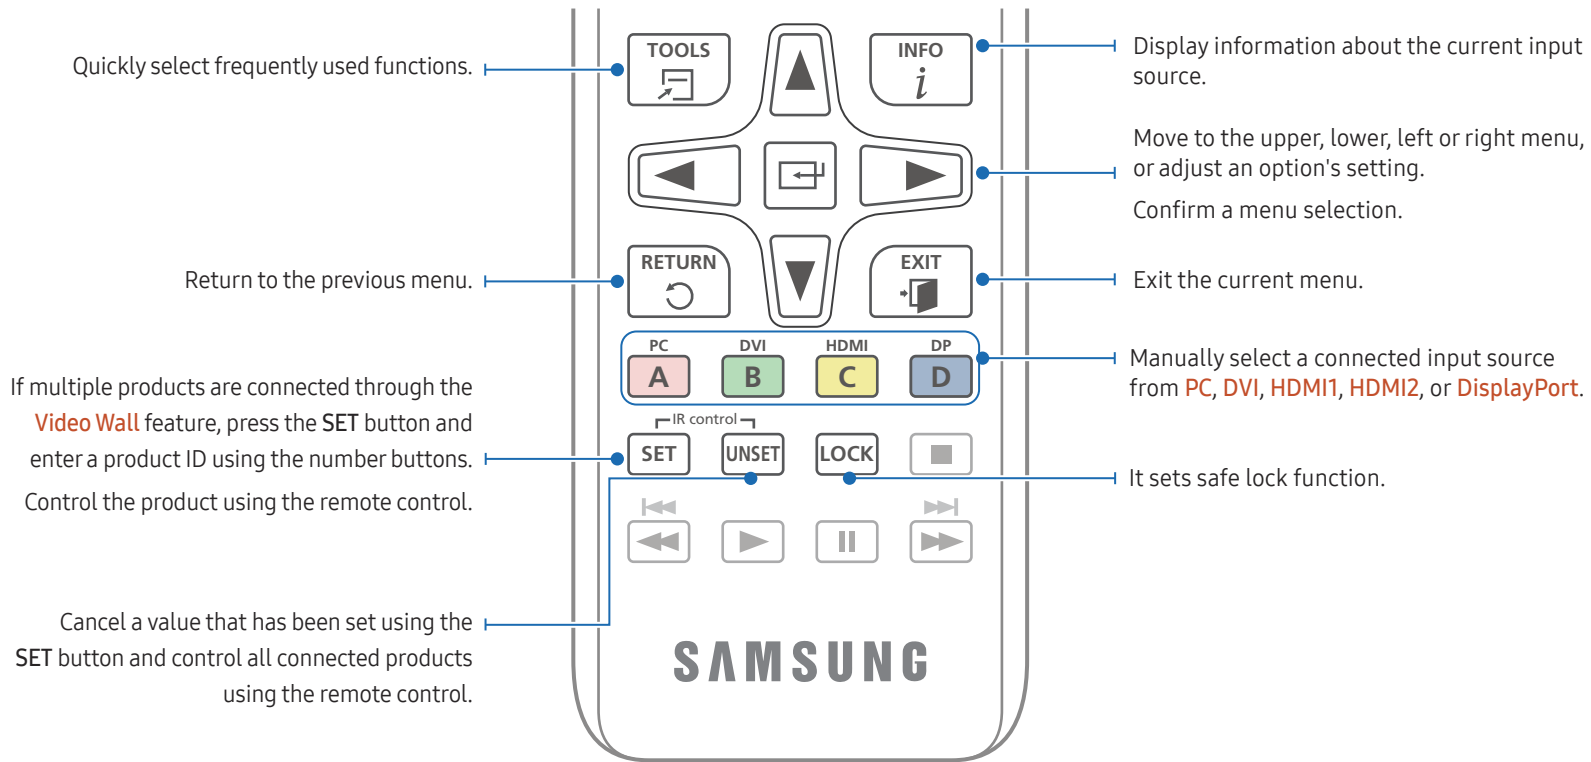 Quickly select frequently used functions.
TOOLS
INFO
i
Display information about the current input
source.
Move to the upper, lower, left or right menu,
or adjust an option's setting.
Confirm a menu selection.
Return to the previous menu.
RETURN
EXIT
Exit the current menu.
PC DVI HDMI DP
A B C D
Manually select a connected input source
from PC, DVI, HDMI1, HDMI2, or DisplayPort.
If multiple products are connected through the
Video Wall feature, press the SET button and
enter a product ID using the number buttons.
Control the product using the remote control.
IR control
SET UNSET LOCK
It sets safe lock function.
Cancel a value that has been set using the
SET button and control all connected products
using the remote control.
SAMSUNG